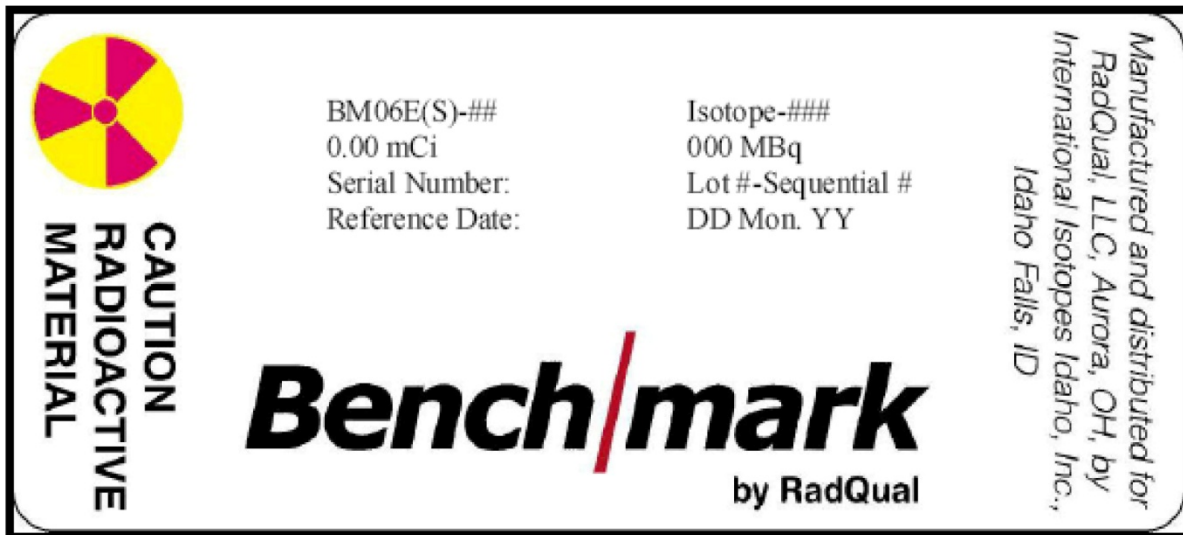 CAUTION
RADIOACTIVE
MATERIAL
BM06E(S)-## Isotope-###
0.00 mCi 000 MBq
Serial Number: Lot #-Sequential #
Reference Date: DD Mon. YY
Bench/mark
by RadQual
Manufactured and distributed for
RadQual, LLC, Aurora, OH, by
International Isotopes Idaho, Inc.,
Idaho Falls, ID